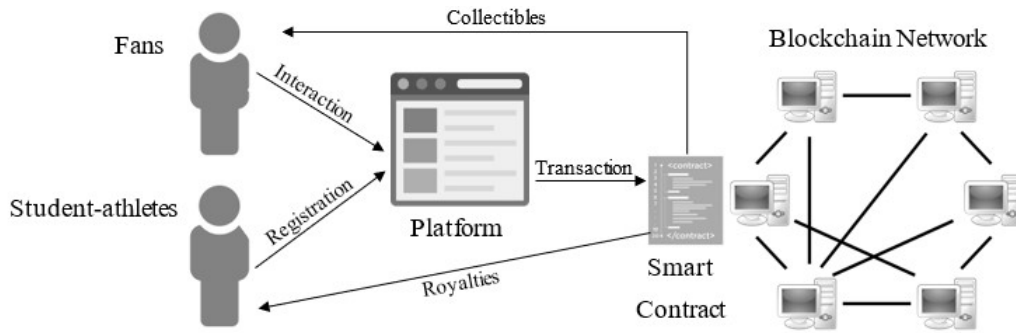 Collectibles
Fans
Blockchain Network
Interaction
Transaction
<contract>
Student-athletes
Registration
Platform
</contract>
Smart
Contract
Royalties